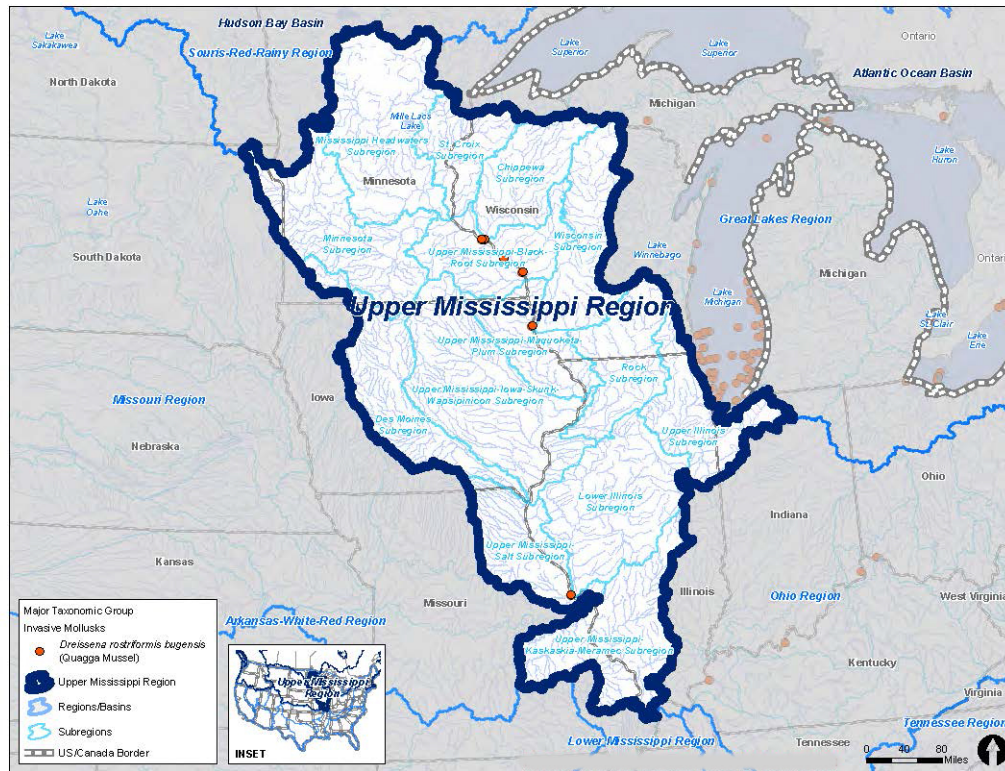 Hudson Bay Basin
Lake
Sakakawea
Souris-Red-Rainy Region
North Dakota
Lake
Superior
Lake
Superior
Ontario
Atlantic Ocean Basin
Michigan
Mille Lacs
Lake
Mississippi Headwaters
Subregion
St. Croix
Subregion
Chippewa
Subregion
Lake
Huron
Minnesota
Lake
Oahe
Wisconsin
Great Lakes Region
Minnesota
Subregion
Upper Mississippi-Black-
Root Subregion
Wisconsin
Subregion
Lake
Winnebago
Ontario
South Dakota
Michigan
Lake
Michigan
Upper Mississippi Region
Lake
St. Clair
Lake
Erie
Upper Mississippi-Maquoketa-
Plum Subregion
Rock
Subregion
Missouri Region
Iowa
Upper Mississippi-Iowa-Skunk-
Wapsipinicon Subregion
Des Moines
Subregion
Upper Illinois
Subregion
Nebraska
Ohio
Lower Illinois
Subregion
Indiana
Upper Mississippi-
Salt Subregion
Kansas
Missouri
Illinois
Ohio Region
West Virginia
Arkansas-White-Red Region
Upper Mississippi-
Kaskaskia-Meramec Subregion
Kentucky
Virginia
Tennessee Region
Lower Mississippi Region
Tennessee
Major Taxonomic Group
Invasive Mollusks
Dreissena rostriformis bugensis
(Quagga Mussel)
Upper Mississippi Region
Regions/Basins
Subregions
US/Canada Border
Upper Mississippi
Region
INSET
0 40 80
Miles